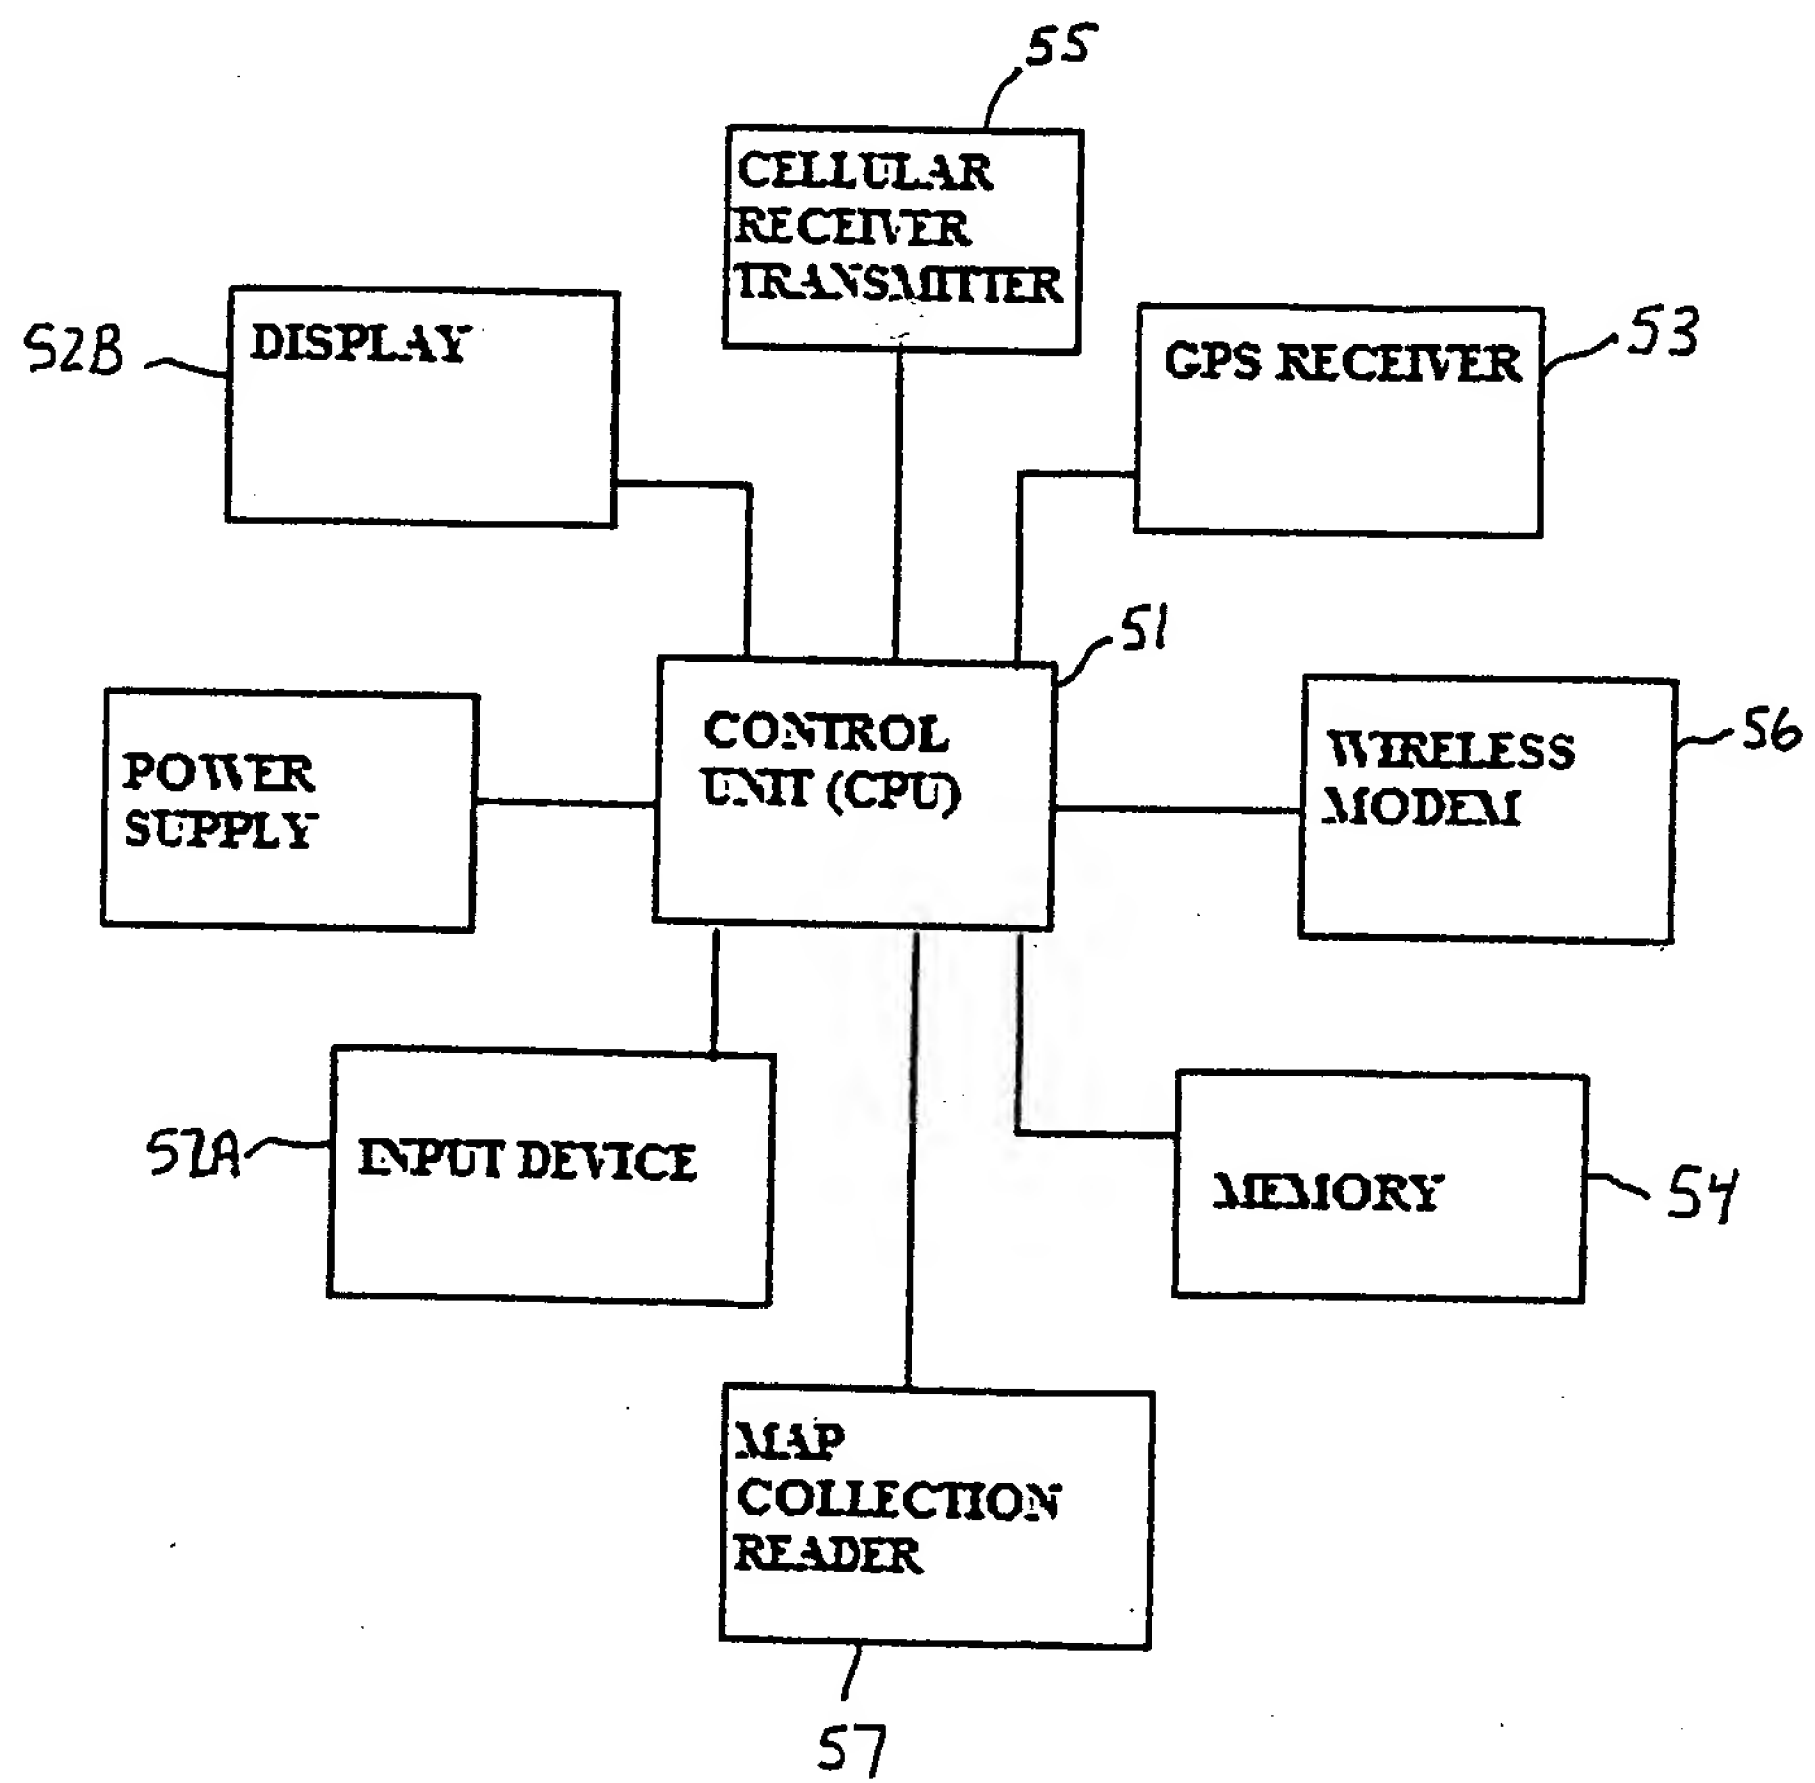 55
CELLULAR
RECEIVER
TRANSMITTER
52B
DISPLAY
GPS RECEIVER
53
51
CONTROL
UNIT (CPU)
POWER
SUPPLY
WIRELESS
MODEM
56
52A
INPUT DEVICE
MEMORY
54
MAP
COLLECTION
READER
57